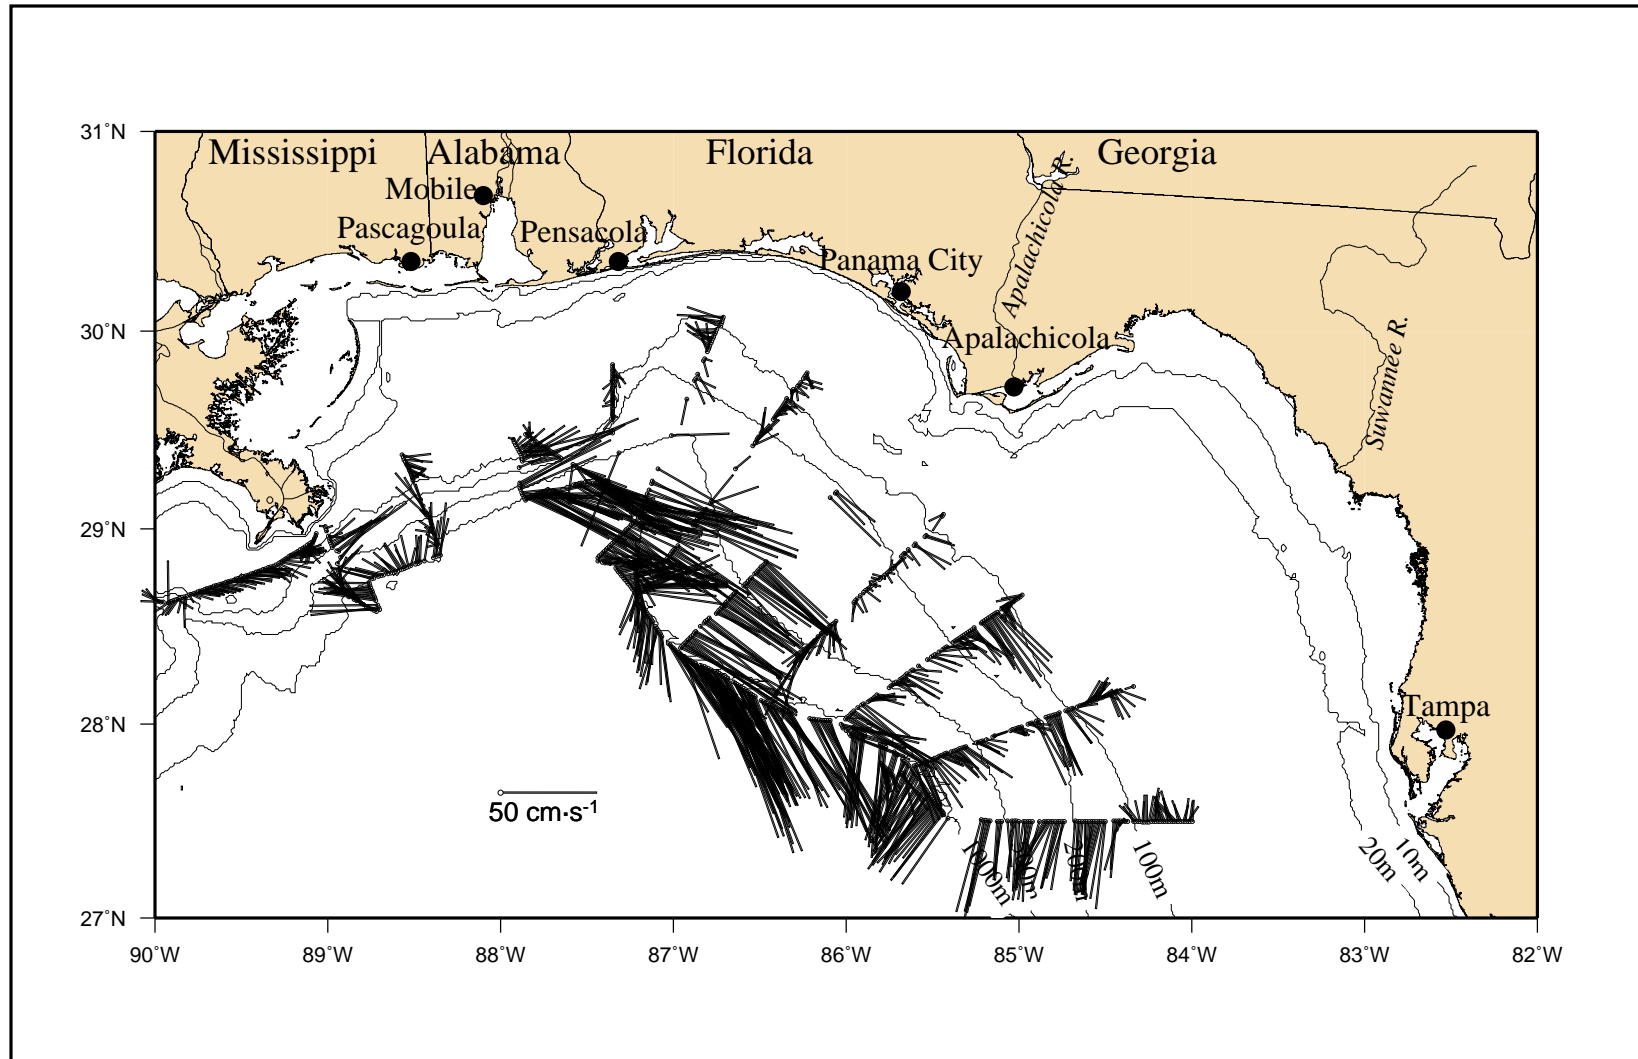 31°N
30°N
29°N
28°N
27°N
90°W
89°W
88°W
87°W
86°W
85°W
84°W
83°W
82°W
Mississippi
Alabama
Florida
Georgia
Mobile
Pascagoula
Pensacola
Panama City
Apalachicola R.
Apalachicola
Suwannee R.
Tampa
50 cm·s-1
1000m
200m
100m
20m
10m